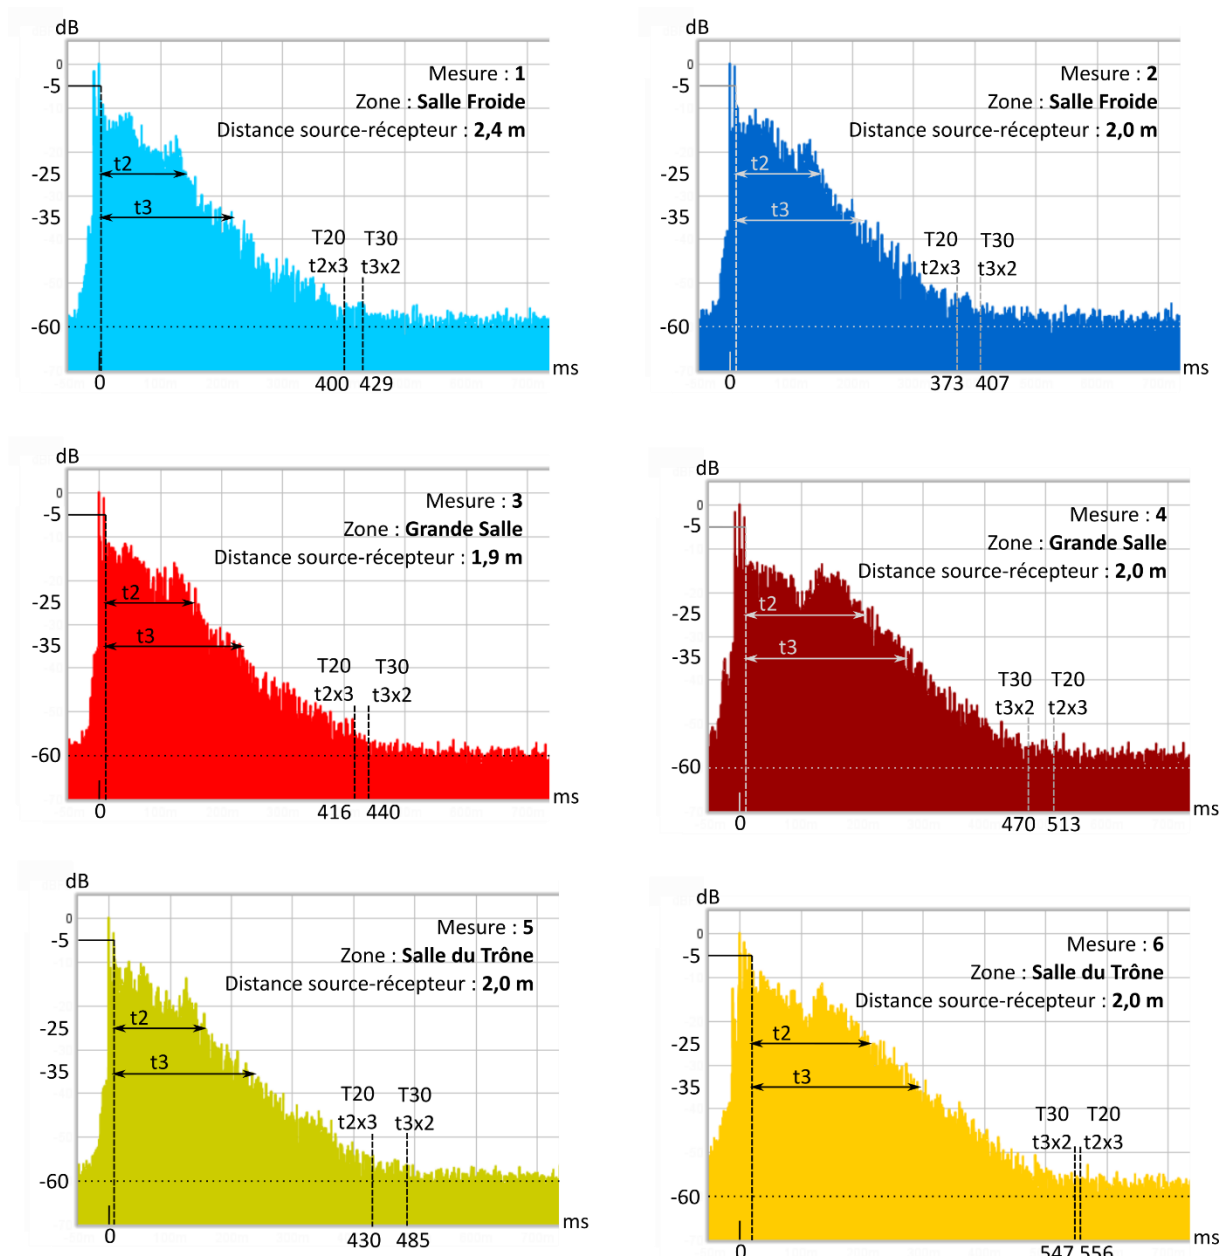 dB
0
-5
Mesure : 1
Zone : Salle Froide
Distance source-récepteur : 2,4 m
t2
-25
t3
-35
T20 T30
t2x3 t3x2
-60
ms
0 400 429
dB
0
-5
Mesure : 2
Zone : Salle Froide
Distance source-récepteur : 2,0 m
t2
-25
t3
-35
T20 T30
t2x3 t3x2
-60
ms
0 373 407
dB
0
-5
Mesure : 3
Zone : Grande Salle
Distance source-récepteur : 1,9 m
t2
-25
t3
-35
T20 T30
t2x3 t3x2
-60
ms
0 416 440
dB
0
-5
Mesure : 4
Zone : Grande Salle
Distance source-récepteur : 2,0 m
t2
-25
t3
-35
T30 T20
t3x2 t2x3
-60
ms
0 470 513
dB
0
-5
Mesure : 5
Zone : Salle du Trône
Distance source-récepteur : 2,0 m
t2
-25
t3
-35
T20 T30
t2x3 t3x2
-60
ms
0 430 485
dB
0
-5
Mesure : 6
Zone : Salle du Trône
Distance source-récepteur : 2,0 m
t2
-25
t3
-35
T30 T20
t3x2 t2x3
-60
ms
0 547 556